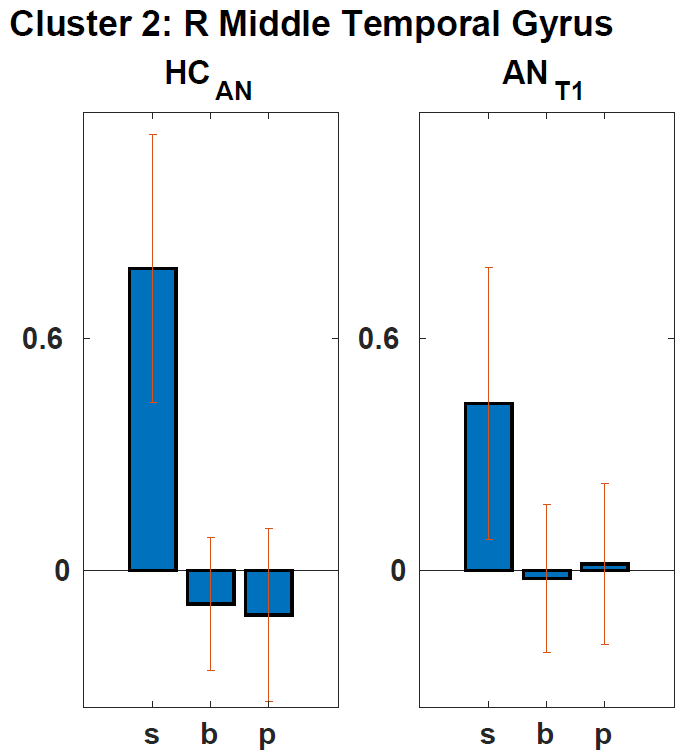 Cluster 2: R Middle Temporal Gyrus
HC AN
AN T1
0.6
0
s b p
0.6
0
s b p